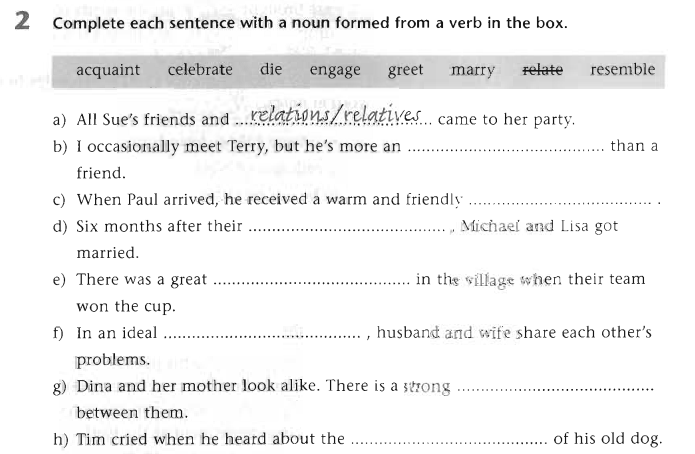 2 Complete each sentence with a noun formed from a verb in the box.
acquaint celebrate die engage greet marry relate resemble
a) All Sue's friends and ...relations/relatives... came to her party.
b) I occasionally meet Terry, but he's more an ........................................ than a
friend.
c) When Paul arrived, he received a warm and friendly ........................................ .
d) Six months after their ........................................ , Michael and Lisa got
married.
e) There was a great ........................................ in the village when their team
won the cup.
f) In an ideal ........................................ , husband and wife share each other's
problems.
g) Dina and her mother look alike. There is a strong ........................................
between them.
h) Tim cried when he heard about the ........................................ of his old dog.